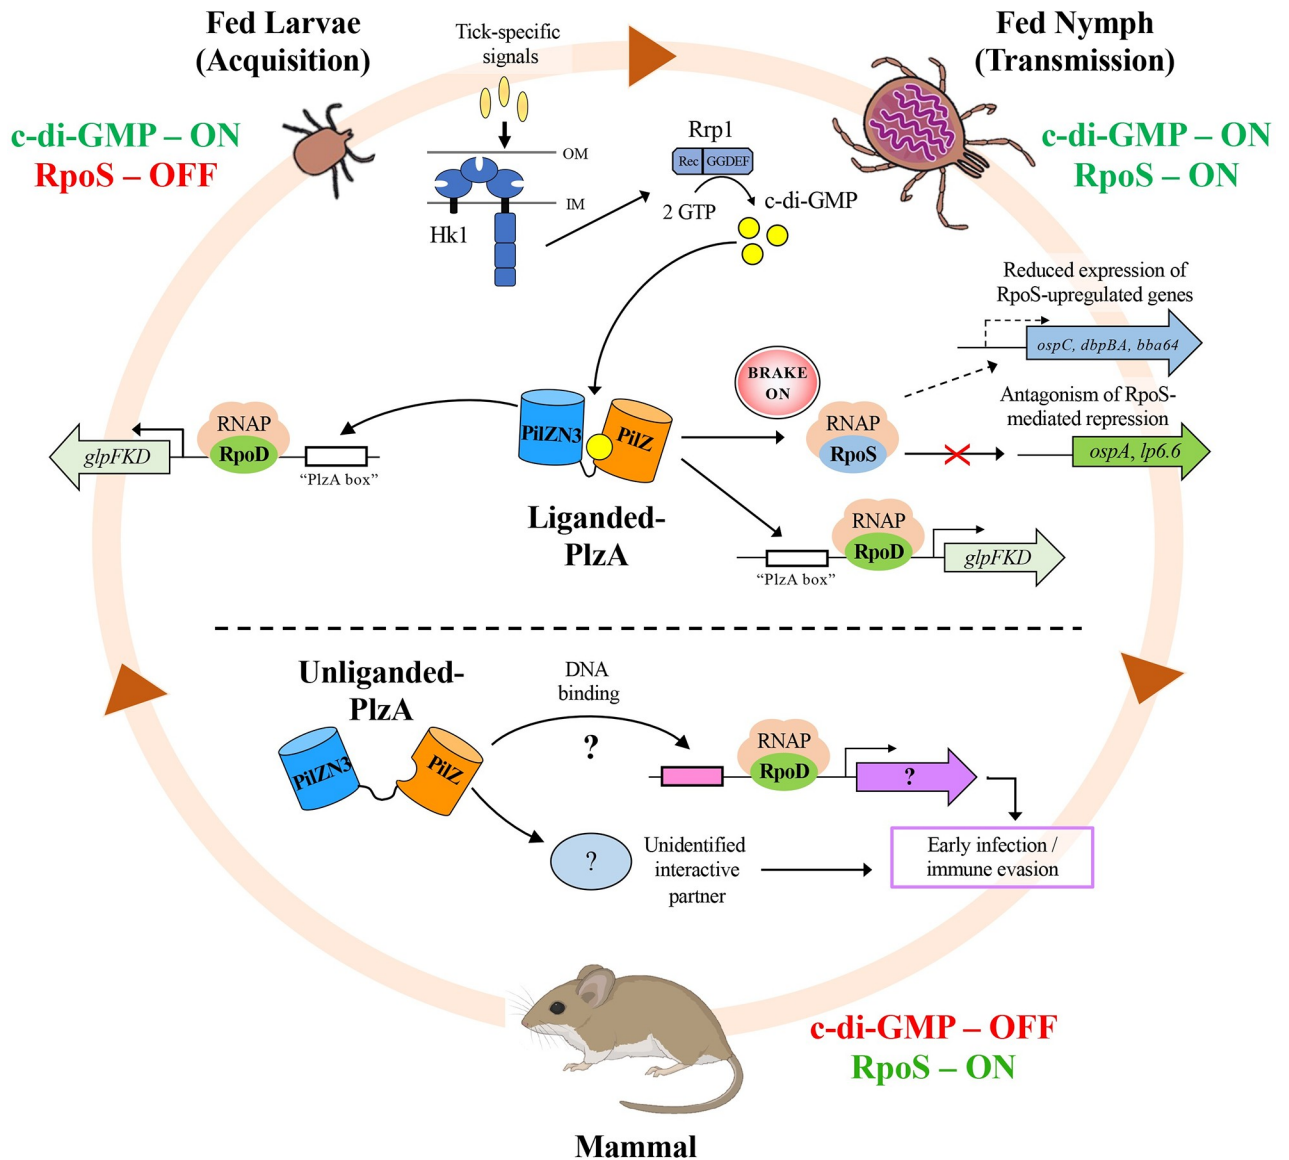 Fed Larvae
(Acquisition)
c-di-GMP – ON
RpoS – OFF
Tick-specific
signals
OM
IM
Hk1
Rrp1
Rec
GGDEF
2 GTP
c-di-GMP
Fed Nymph
(Transmission)
c-di-GMP – ON
RpoS – ON
Reduced expression of
RpoS-upregulated genes
ospC, dbpBA, bba64
BRAKE
ON
Antagonism of RpoS-
mediated repression
RNAP
RpoS
ospA, lp6.6
glpFKD
RNAP
RpoD
“PlzA box”
PilZN3
PilZ
Liganded-
PlzA
“PlzA box”
RNAP
RpoD
glpFKD
Unliganded-
PlzA
PilZN3
PilZ
DNA
binding
?
RNAP
RpoD
?
?
Unidentified
interactive
partner
Early infection /
immune evasion
c-di-GMP – OFF
RpoS – ON
Mammal